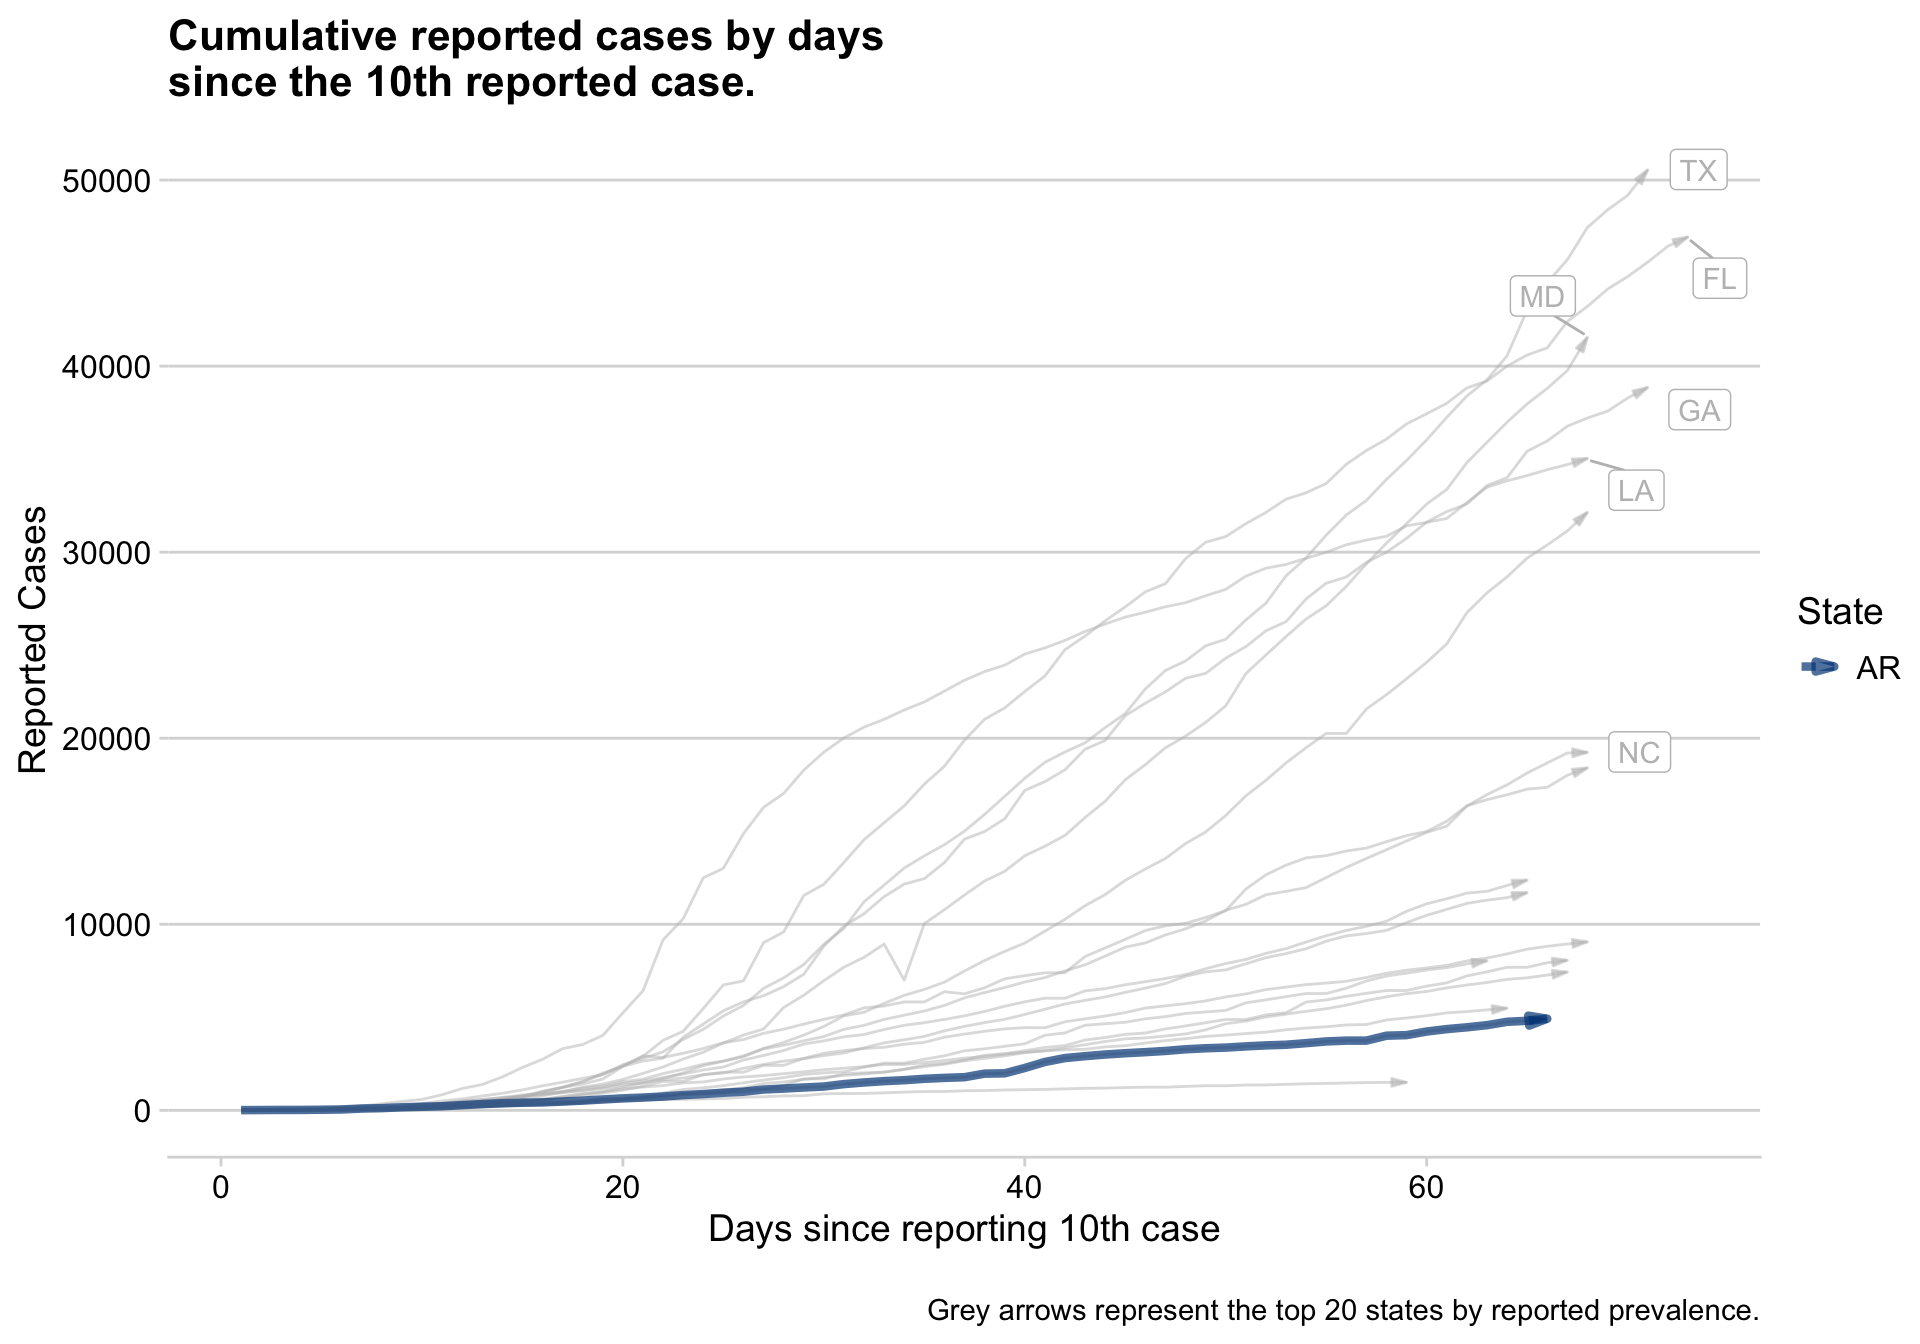 Cumulative reported cases by days
since the 10th reported case.
50000
40000
30000
20000
10000
0
Reported Cases
TX
FL
MD
GA
LA
NC
State
AR
0
20
40
60
Days since reporting 10th case
Grey arrows represent the top 20 states by reported prevalence.